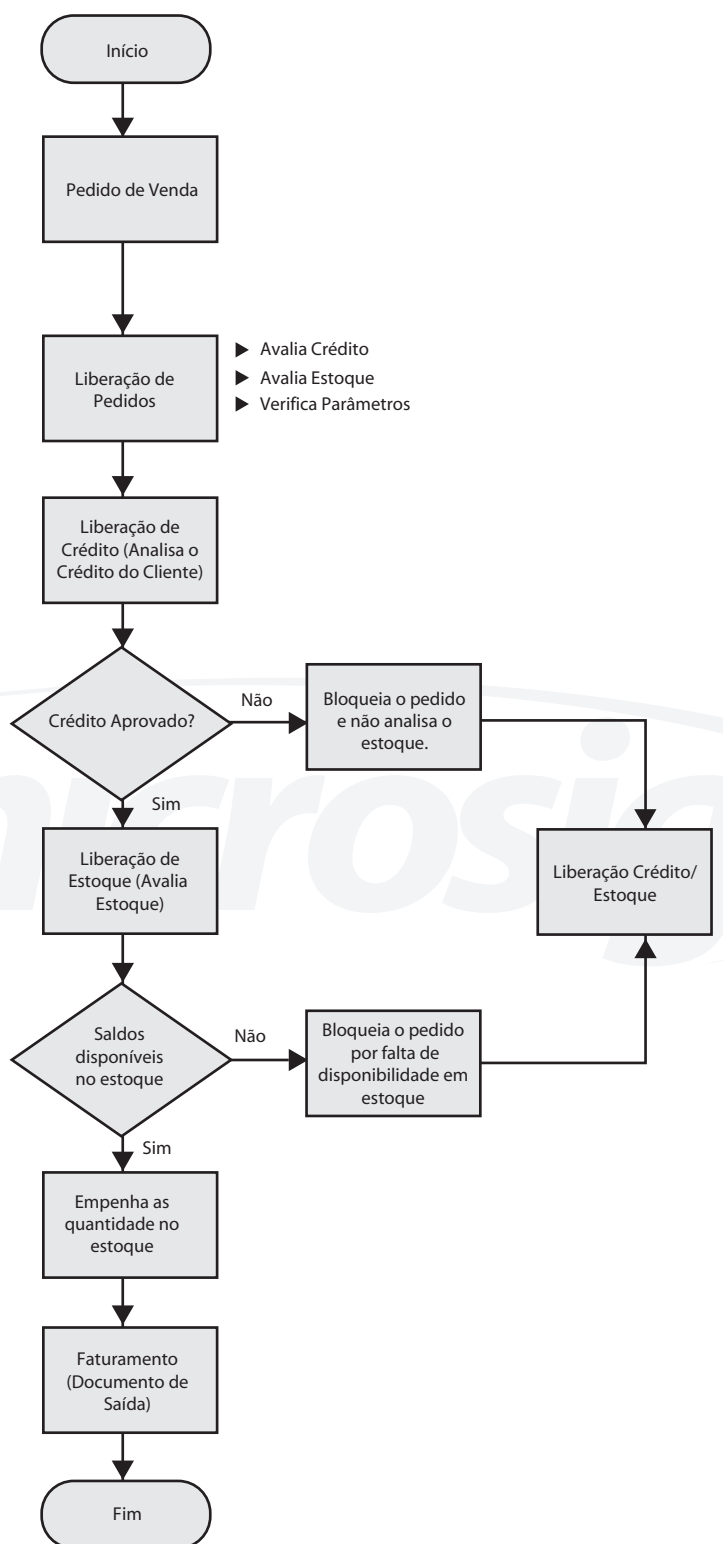 Início
Pedido de Venda
Liberação de
Pedidos
Avalia Crédito
Avalia Estoque
Verifica Parâmetros
Liberação de
Crédito (Analisa o
Crédito do Cliente)
Crédito Aprovado?
Não
Bloqueia o pedido
e não analisa o
estoque.
Sim
Liberação de
Estoque (Avalia
Estoque)
Liberação Crédito/
Estoque
Saldos
disponíveis
no estoque
Não
Bloqueia o pedido
por falta de
disponibilidade em
estoque
Sim
Empenha as
quantidade no
estoque
Faturamento
(Documento de
Saída)
Fim